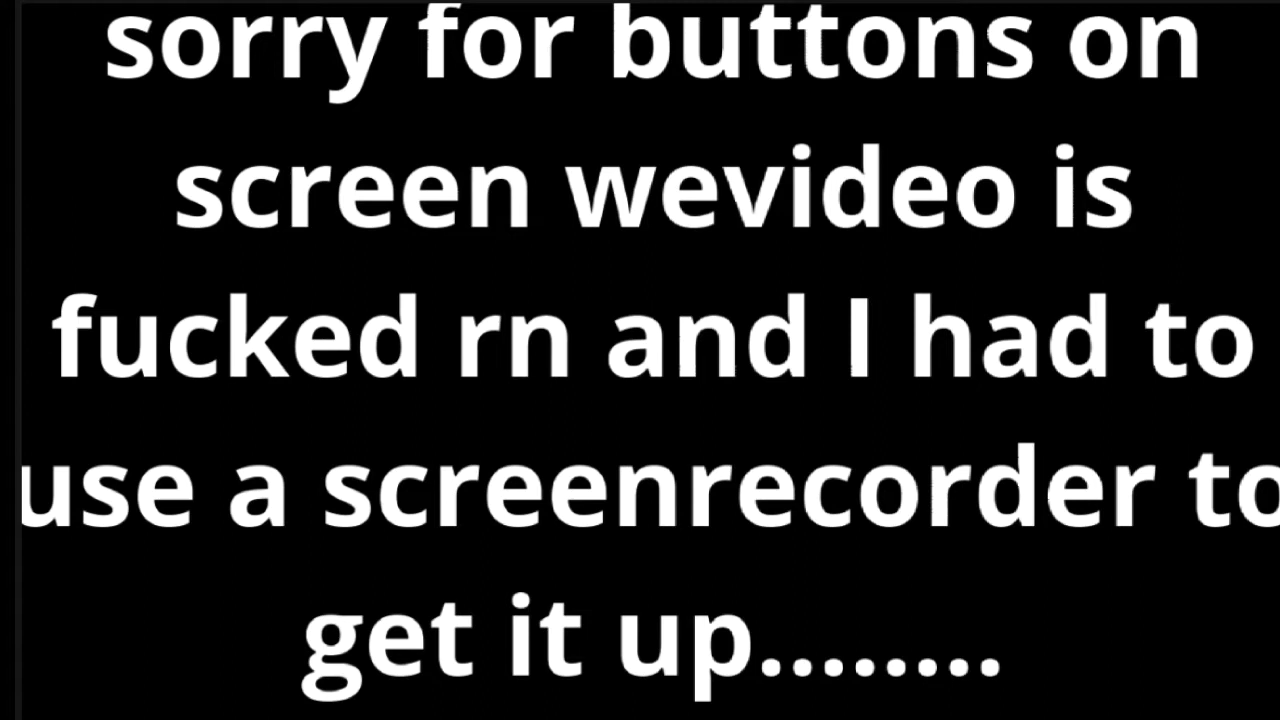 sorry for buttons on
screen wevideo is
fucked rn and I had to
use a screenrecorder to
get it up........